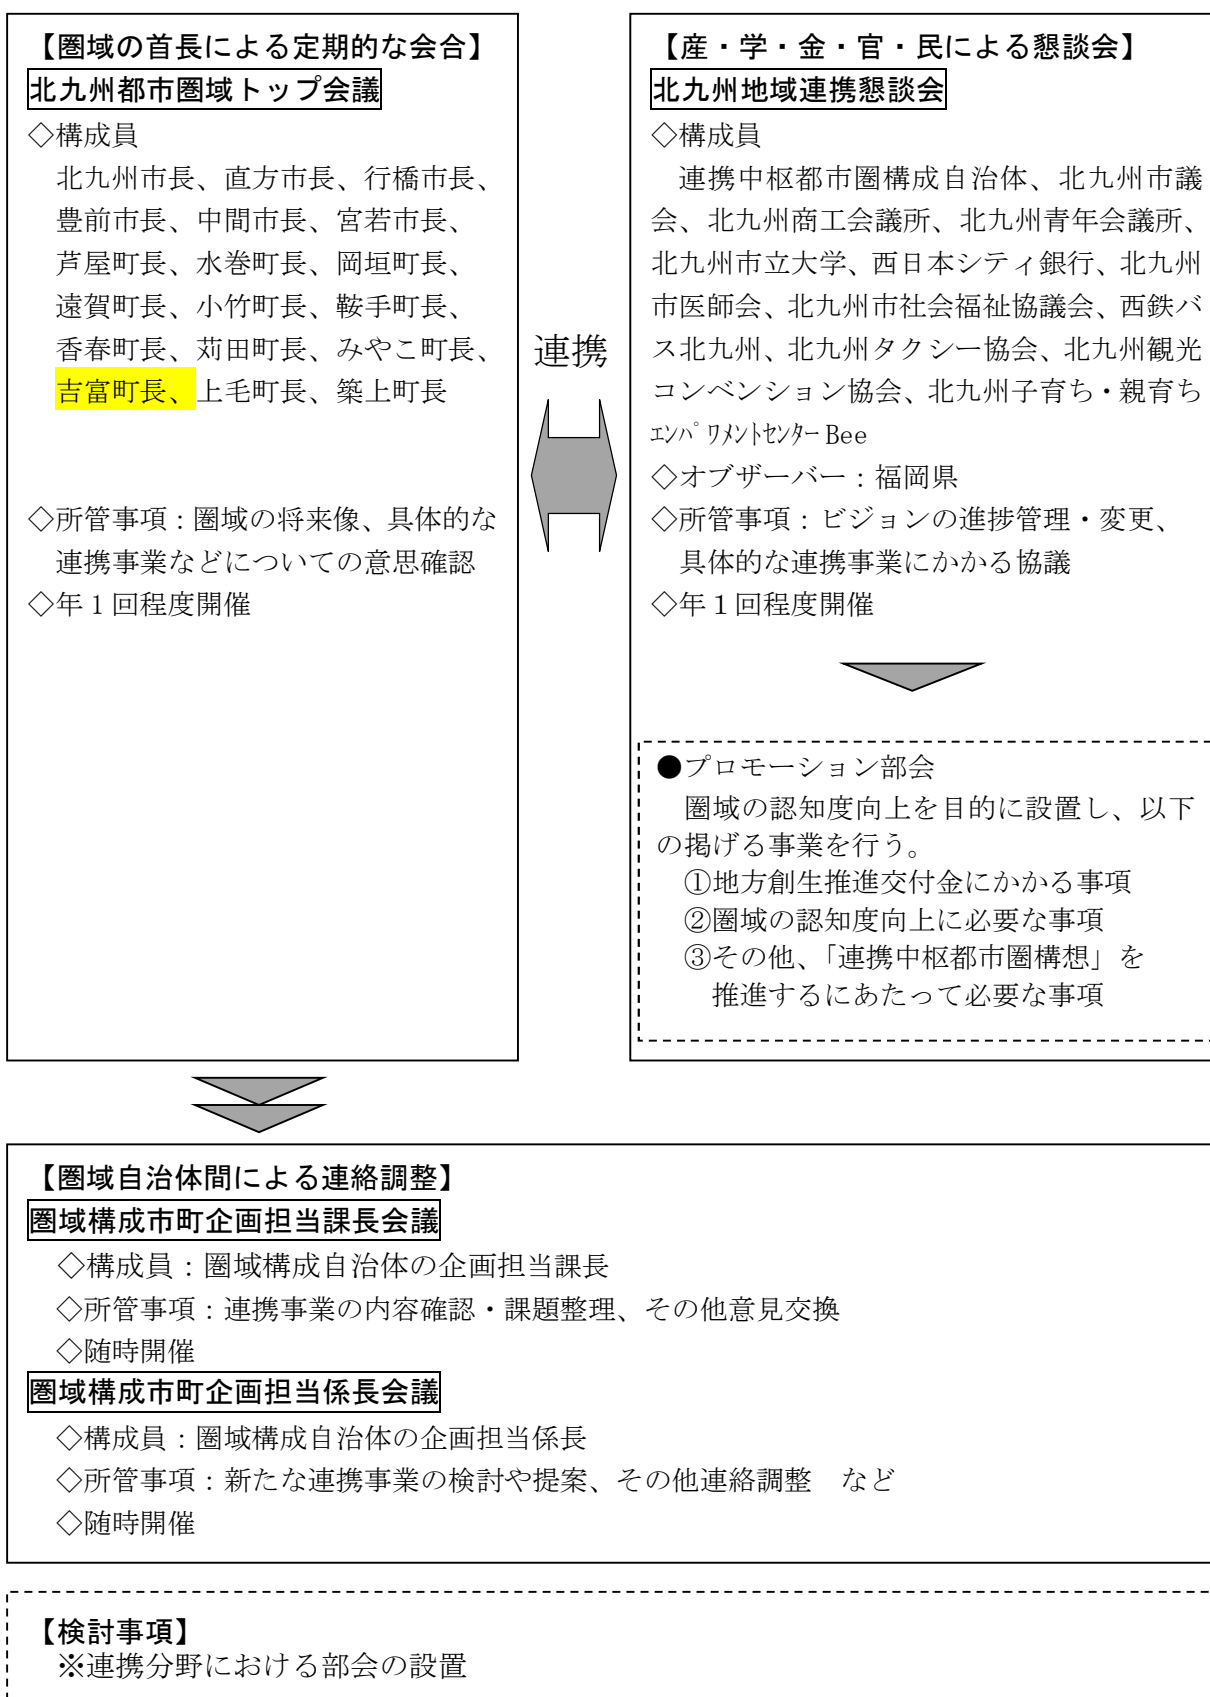 【圏域の首長による定期的な会合】
北九州都市圏域トップ会議
◇構成員
北九州市長、直方市長、行橋市長、
豊前市長、中間市長、宮若市長、
芦屋町長、水巻町長、岡垣町長、
遠賀町長、小竹町長、鞍手町長、
香春町長、苅田町長、みやこ町長、
吉富町長、上毛町長、築上町長
◇所管事項：圏域の将来像、具体的な
連携事業などについての意思確認
◇年１回程度開催
連携
【産・学・金・官・民による懇談会】
北九州地域連携懇談会
◇構成員
連携中枢都市圏構成自治体、北九州市議
会、北九州商工会議所、北九州青年会議所、
北九州市立大学、西日本シティ銀行、北九州
市医師会、北九州市社会福祉協議会、西鉄バ
ス北九州、北九州タクシー協会、北九州観光
コンベンション協会、北九州子育ち・親育ち
ｴﾝﾊﾟﾜﾒﾝﾄｾﾝﾀｰ Bee
◇オブザーバー：福岡県
◇所管事項：ビジョンの進捗管理・変更、
具体的な連携事業にかかる協議
◇年１回程度開催
●プロモーション部会
圏域の認知度向上を目的に設置し、以下
の掲げる事業を行う。
①地方創生推進交付金にかかる事項
②圏域の認知度向上に必要な事項
③その他、「連携中枢都市圏構想」を
推進するにあたって必要な事項
【圏域自治体間による連絡調整】
圏域構成市町企画担当課長会議
◇構成員：圏域構成自治体の企画担当課長
◇所管事項：連携事業の内容確認・課題整理、その他意見交換
◇随時開催
圏域構成市町企画担当係長会議
◇構成員：圏域構成自治体の企画担当係長
◇所管事項：新たな連携事業の検討や提案、その他連絡調整　など
◇随時開催
【検討事項】
※連携分野における部会の設置